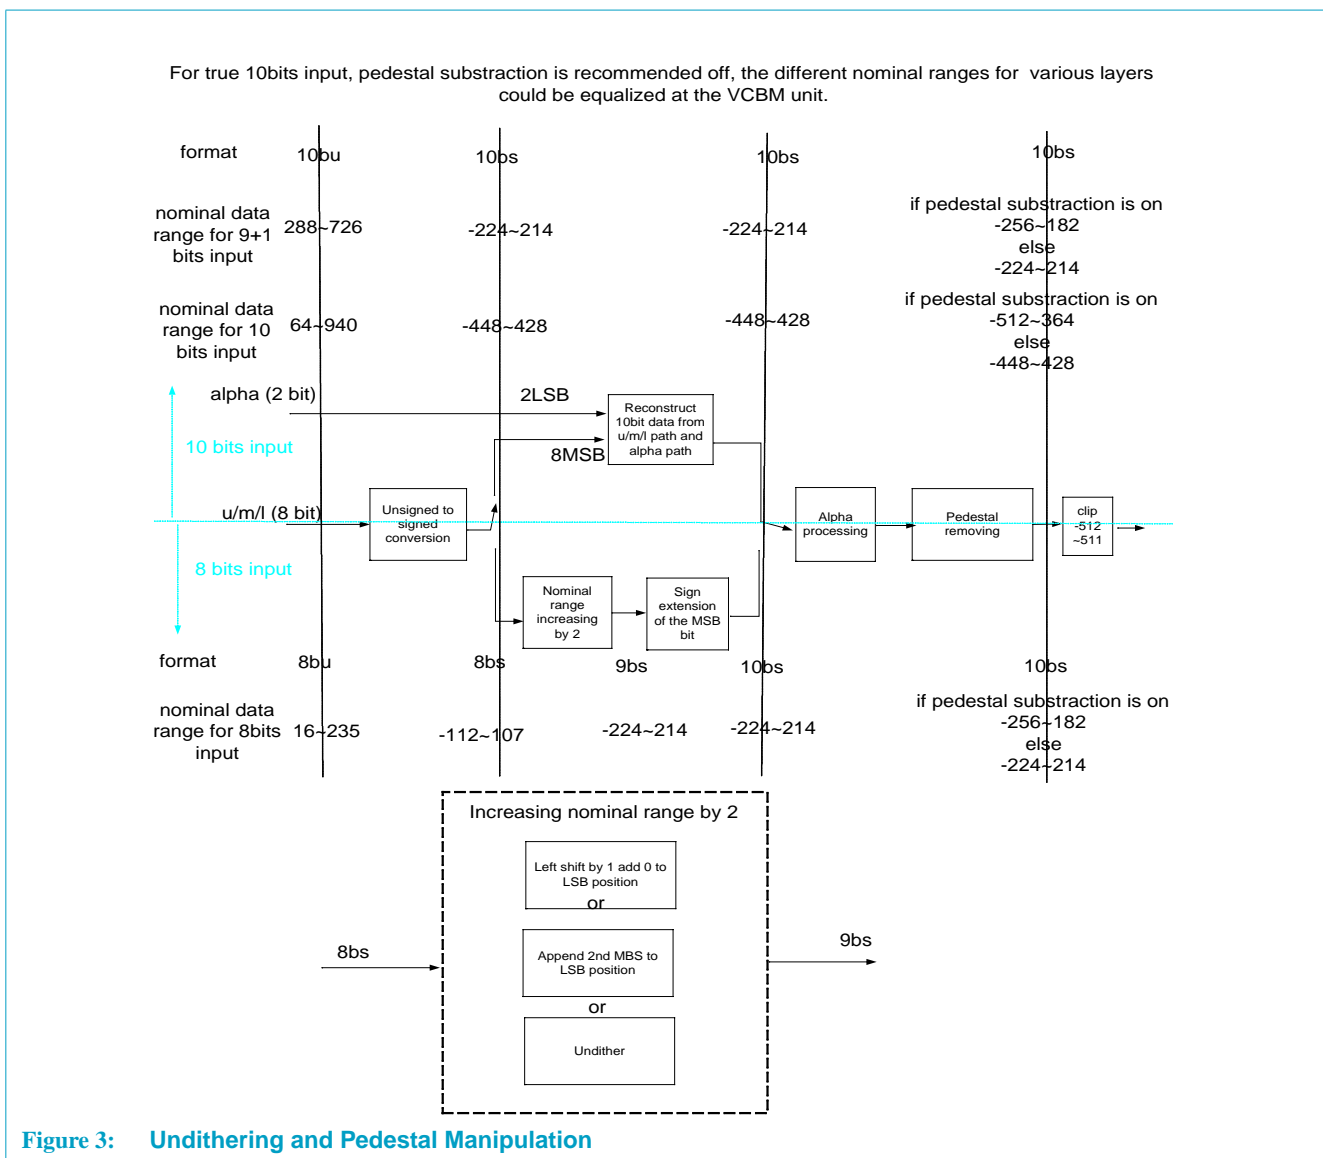 For true 10bits input, pedestal substraction is recommended off, the different nominal ranges for various layers
could be equalized at the VCBM unit.
format 10bu 10bs 10bs 10bs
nominal data
range for 9+1
bits input
288~726 -224~214 -224~214
if pedestal substraction is on
-256~182
else
-224~214
nominal data
range for 10
bits input
64~940 -448~428 -448~428
if pedestal substraction is on
-512~364
else
-448~428
alpha (2 bit)
2LSB
8MSB
Reconstruct
10bit data from
u/m/l path and
alpha path
10 bits input
u/m/l (8 bit)
Unsigned to
signed
conversion
Alpha
processing
Pedestal
removing
clip
-512
~511
8 bits input
Nominal
range
increasing
by 2
Sign
extension
of the MSB
bit
format 8bu 8bs 9bs 10bs 10bs
nominal data
range for 8bits
input
16~235 -112~107 -224~214 -224~214
if pedestal substraction is on
-256~182
else
-224~214
Increasing nominal range by 2
Left shift by 1 add 0 to
LSB position
or
8bs
Append 2nd MBS to
LSB position
9bs
or
Undither
Figure 3: Undithering and Pedestal Manipulation